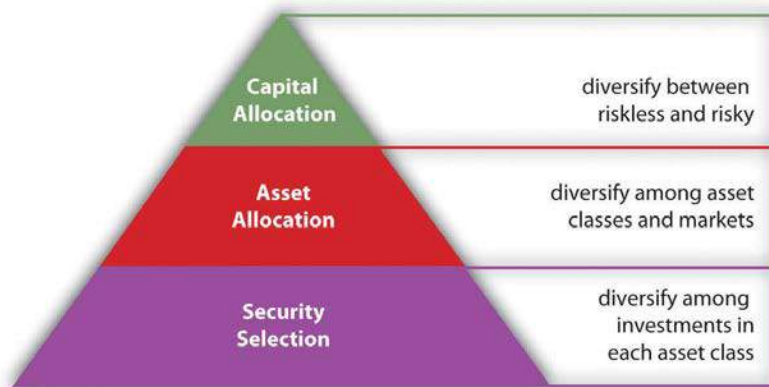 Capital
Allocation
diversify between
riskless and risky
Asset
Allocation
diversify among asset
classes and markets
Security
Selection
diversify among
investments in
each asset class